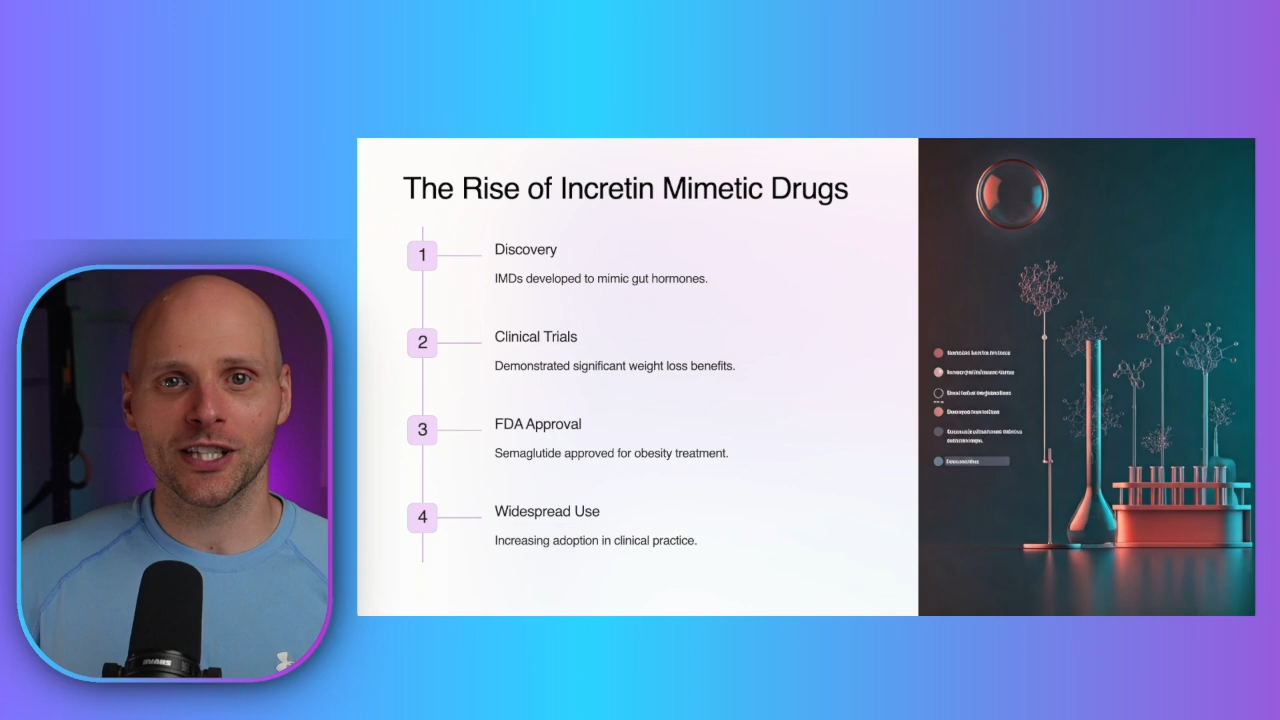 The Rise of Incretin Mimetic Drugs
1
Discovery
IMDs developed to mimic gut hormones.
2
Clinical Trials
Demonstrated significant weight loss benefits.
3
FDA Approval
Semaglutide approved for obesity treatment.
4
Widespread Use
Increasing adoption in clinical practice.